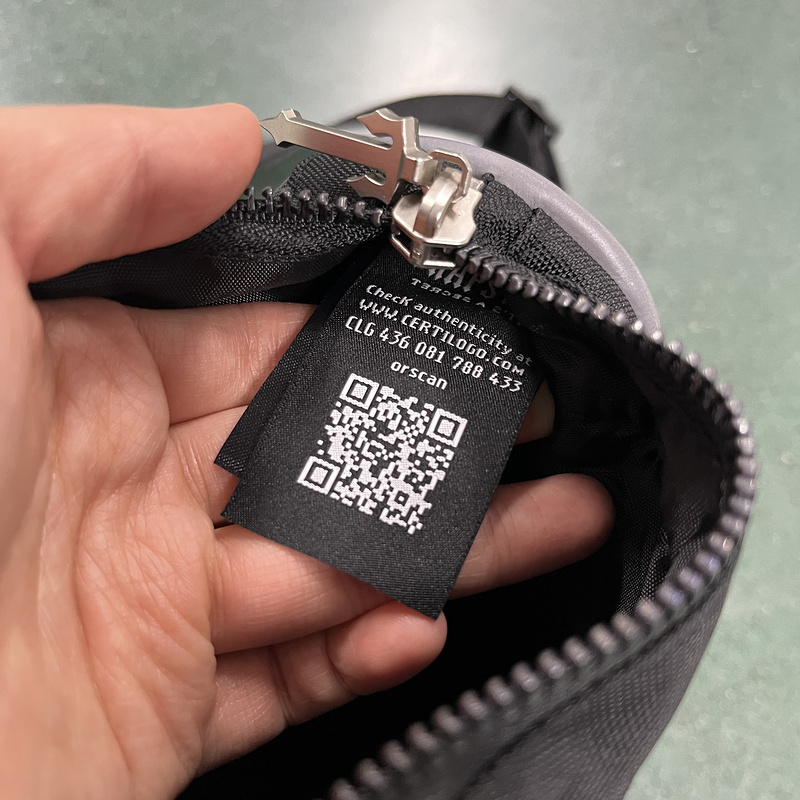 ChecK authenticity at
WWW.CERTILOGO.COM
CLG 436 081 788 433
orscan